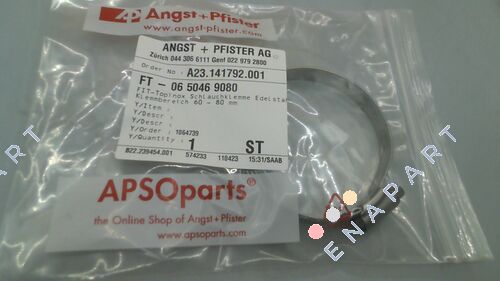 Angst+Pfister
angst-pfister.com
ANGST + PFISTER AG
Zürich 044 306 6111 Genf 022 979 2800
Order No : A23.141792.001
FT - 06 5046 9080
FIT-Topinox Schlauchklemme Edelsta
Klemmbereich 60 - 80 mm
Y/Item :
Y/Descr :
Y/Descr :
Y/Order : 1064739
Y/Quantity : 1 ST
822.239454.001 574233 110423 15:31/SAAB
APSOparts®
the Online Shop of Angst + Pfister
www.apsoparts.com
ENAPART